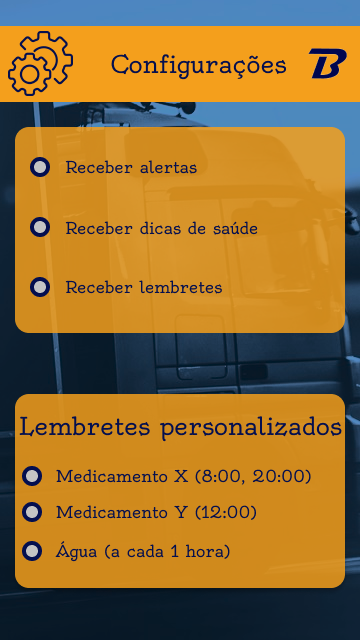 Configurações B
Receber alertas
Receber dicas de saúde
Receber lembretes
Lembretes personalizados
Medicamento X (8:00, 20:00)
Medicamento Y (12:00)
Água (a cada 1 hora)